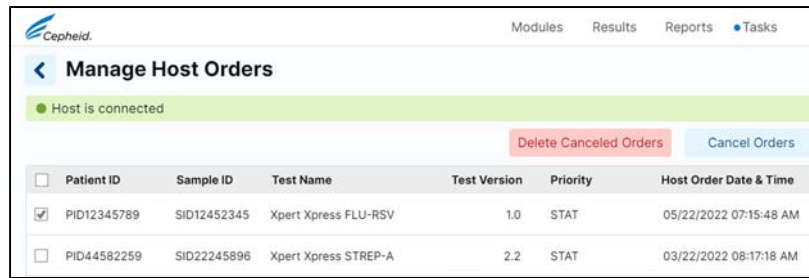 Cepheid. Modules Results Reports Tasks
Manage Host Orders
Host is connected
Delete Canceled Orders Cancel Orders
Patient ID Sample ID Test Name Test Version Priority Host Order Date & Time
PID12345789 SID12452345 Xpert Xpress FLU-RSV 1.0 STAT 05/22/2022 07:15:48 AM
PID44582259 SID22245896 Xpert Xpress STREP-A 2.2 STAT 03/22/2022 08:17:18 AM